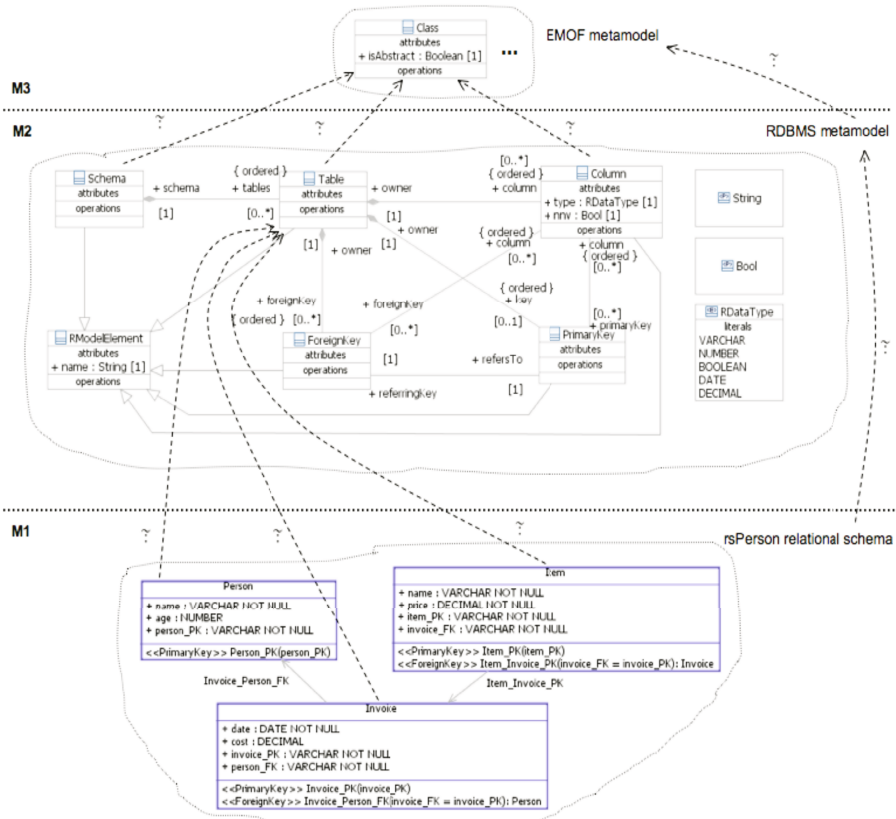 Class
attributes
+ isAbstract : Boolean [1]
operations
...
EMOF metamodel
~
?
M3
M2
~
?
~
?
~
?
RDBMS metamodel
Schema
attributes
operations
+ schema
[1]
{ ordered }
+ tables
[0..*]
Table
attributes
operations
+ owner
[1]
[0..*]
{ ordered }
+ column
Column
attributes
+ type : RDataType [1]
+ nnv : Bool [1]
operations
String
Bool
RDataType
literals
VARCHAR
NUMBER
BOOLEAN
DATE
DECIMAL
[1]
+ owner
[1]
+ owner
{ ordered }
+ column
[0..*]
+ column
{ ordered }
[0..*]
+ foreignKey
{ ordered }
[0..*]
+ foreignKey
[0..*]
{ ordered }
+ key
[0..1]
[0..*]
+ primaryKey
RModelElement
attributes
+ name : String [1]
operations
ForeignKey
attributes
operations
[1]
+ referringKey
+ refersTo
[1]
PrimaryKey
attributes
operations
~
?
M1
~
?
~
?
~
?
rsPerson relational schema
Person
+ name : VARCHAR NOT NULL
+ age : NUMBER
+ person_PK : VARCHAR NOT NULL
<<PrimaryKey>> Person_PK(person_PK)
Item
+ name : VARCHAR NOT NULL
+ price : DECIMAL NOT NULL
+ item_PK : VARCHAR NOT NULL
+ invoice_FK : VARCHAR NOT NULL
<<PrimaryKey>> Item_PK(item_PK)
<<ForeignKey>> Item_Invoice_PK(invoice_FK = invoice_PK): Invoice
Invoice_Person_FK
Item_Invoice_PK
Invoke
+ date : DATE NOT NULL
+ cost : DECIMAL
+ invoice_PK : VARCHAR NOT NULL
+ person_FK : VARCHAR NOT NULL
<<PrimaryKey>> Invoice_PK(invoice_PK)
<<ForeignKey>> Invoice_Person_FK(invoice_FK = invoice_PK): Person